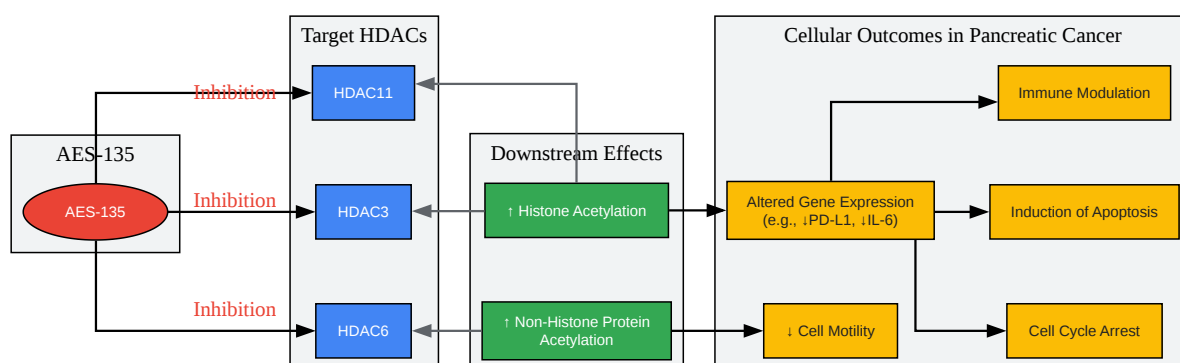 Target HDACs
Cellular Outcomes in Pancreatic Cancer
Inhibition
HDAC11
Immune Modulation
AES-135
Downstream Effects
AES-135
Inhibition
HDAC3
↑ Histone Acetylation
Altered Gene Expression
(e.g., ↓PD-L1, ↓IL-6)
Induction of Apoptosis
Inhibition
HDAC6
↑ Non-Histone Protein
Acetylation
↓ Cell Motility
Cell Cycle Arrest